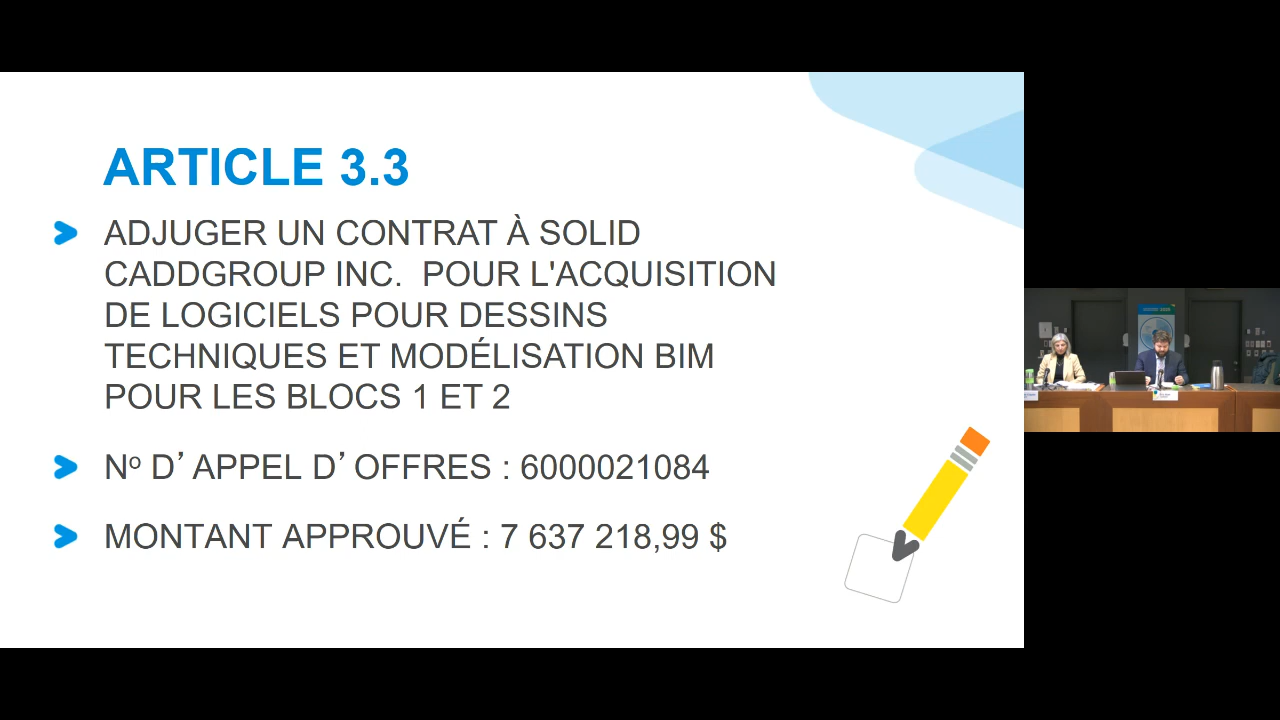 ARTICLE 3.3
ADJUGER UN CONTRAT À SOLID
CADDGROUP INC. POUR L'ACQUISITION
DE LOGICIELS POUR DESSINS
TECHNIQUES ET MODÉLISATION BIM
POUR LES BLOCS 1 ET 2
Nº D’APPEL D’OFFRES : 6000021084
MONTANT APPROUVÉ : 7 637 218,99 $